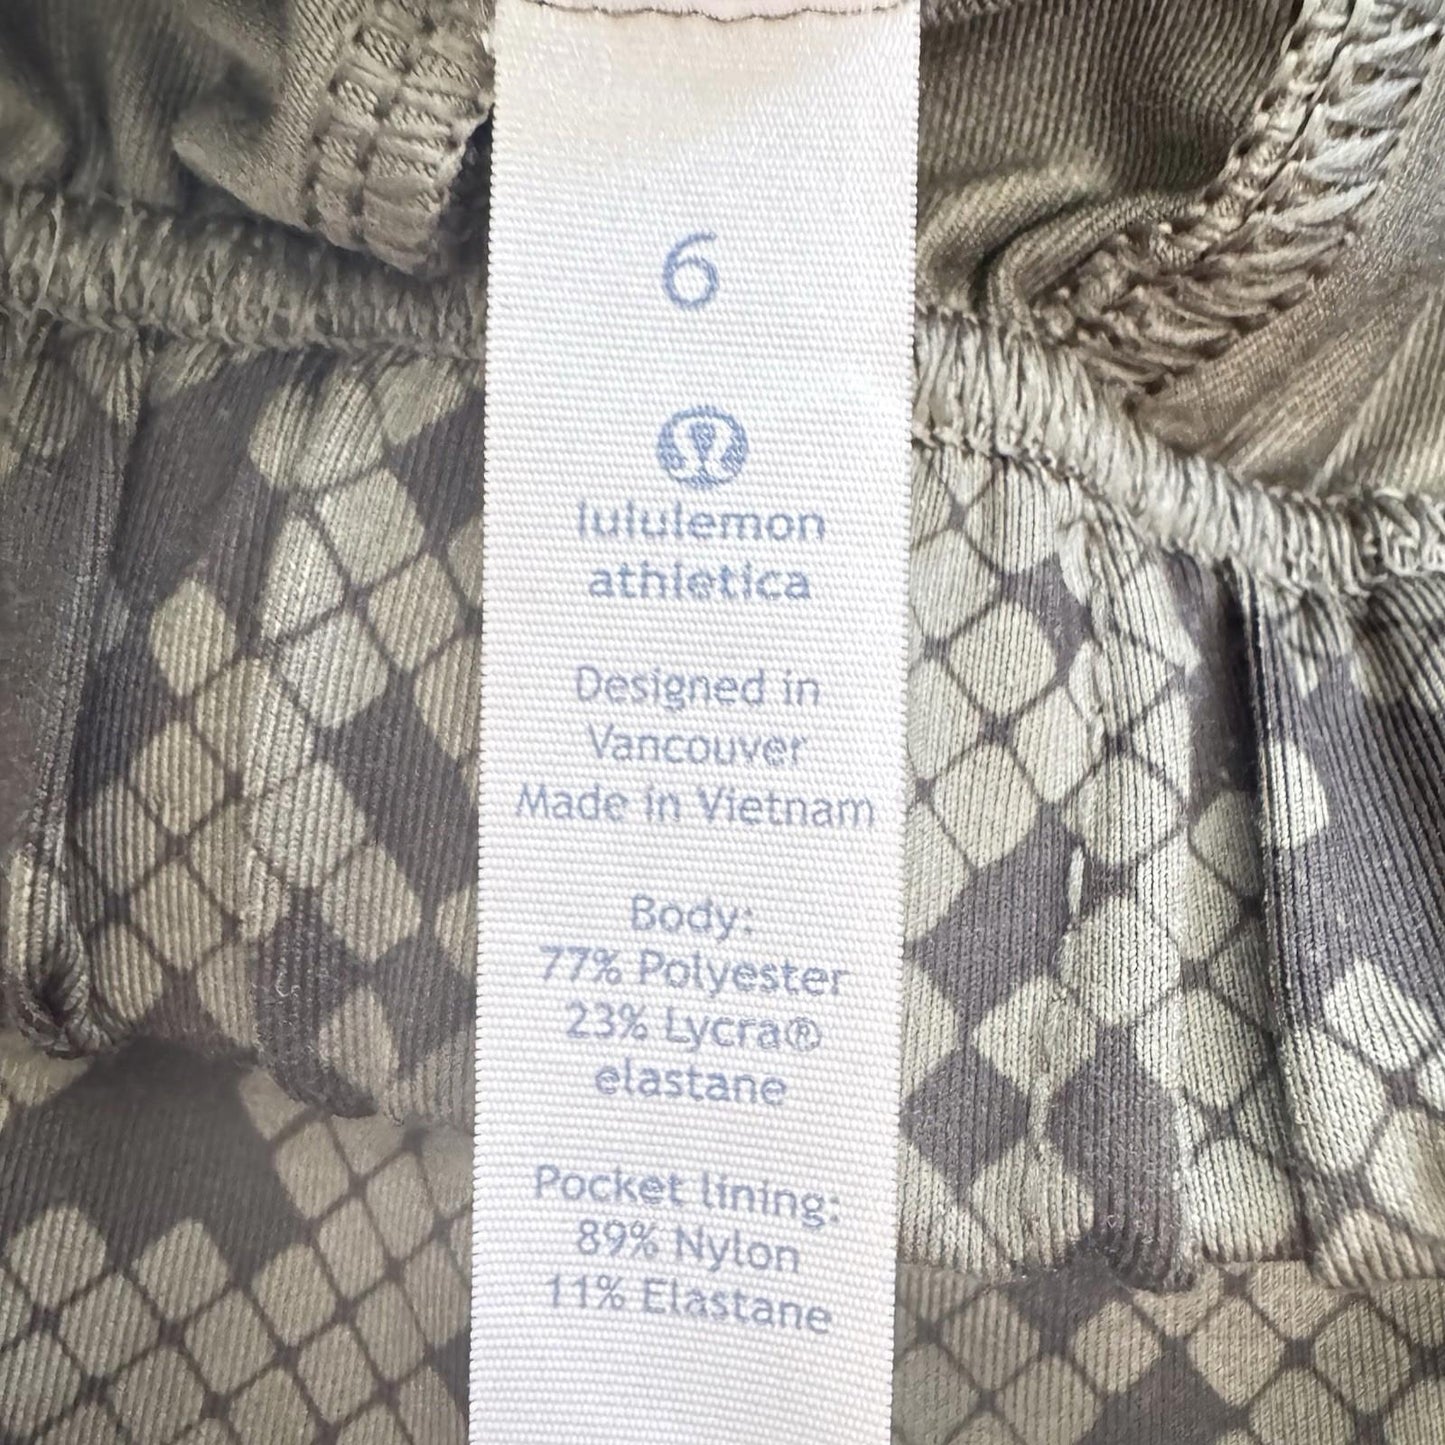 6
lululemon
athletica
Designed in
Vancouver
Made in Vietnam
Body:
77% Polyester
23% Lycra®
elastane
Pocket lining:
89% Nylon
11% Elastane